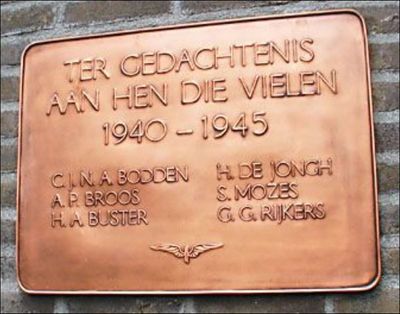 TER GEDACHTENIS
AAN HEN DIE VIELEN
1940 - 1945
C.J.N.A. BODDEN
A.P. BROOS
H.A. BUSTER
H. DE JONGH
S. MOZES
G.G. RIJKERS